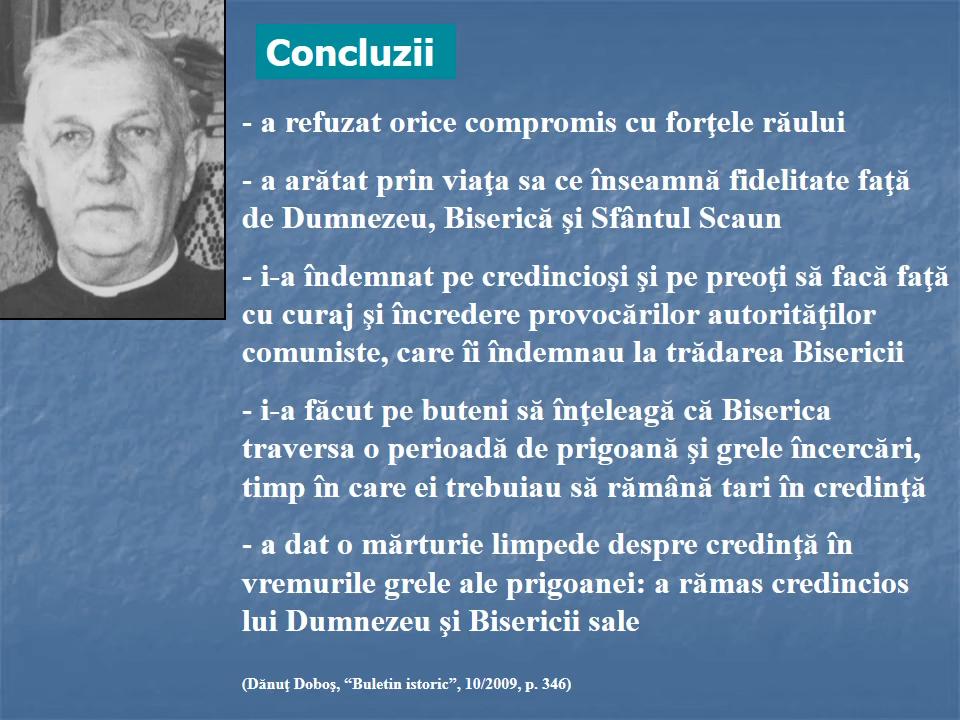 Concluzii
- a refuzat orice compromis cu forţele răului
- a arătat prin viaţa sa ce înseamnă fidelitate faţă
de Dumnezeu, Biserică şi Sfântul Scaun
- i-a îndemnat pe credincioşi şi pe preoţi să facă faţă
cu curaj şi încredere provocărilor autorităţilor
comuniste, care îi îndemnau la trădarea Bisericii
- i-a făcut pe buteni să înţeleagă că Biserica
traversa o perioadă de prigoană şi grele încercări,
timp în care ei trebuiau să rămână tari în credinţă
- a dat o mărturie limpede despre credinţă în
vremurile grele ale prigoanei: a rămas credincios
lui Dumnezeu şi Bisericii sale
(Dănuţ Doboş, “Buletin istoric”, 10/2009, p. 346)